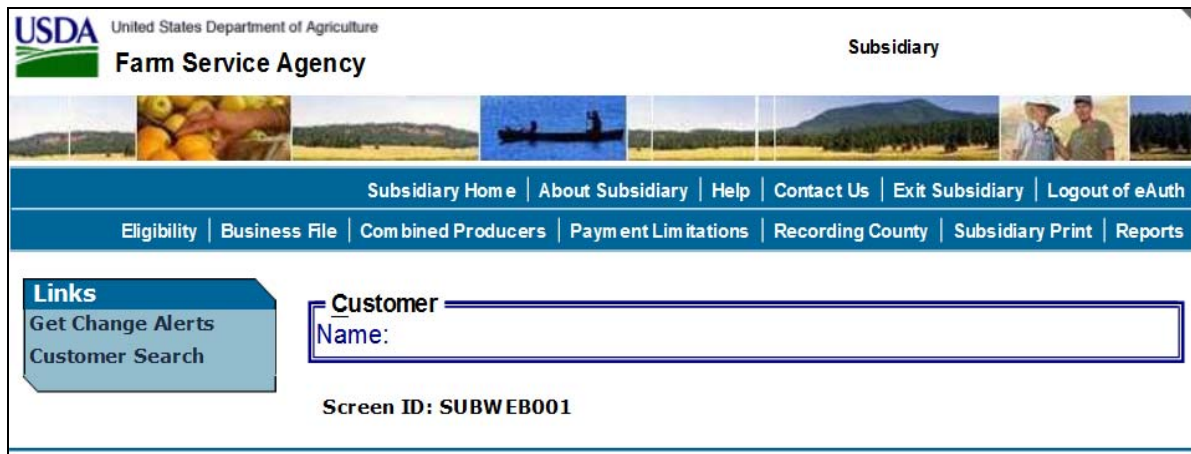 USDA
United States Department of Agriculture
Farm Service Agency
Subsidiary
Subsidiary Home | About Subsidiary | Help | Contact Us | Exit Subsidiary | Logout of eAuth
Eligibility | Business File | Combined Producers | Payment Limitations | Recording County | Subsidiary Print | Reports
Links
Get Change Alerts
Customer Search
Customer
Name:
Screen ID: SUBWEB001